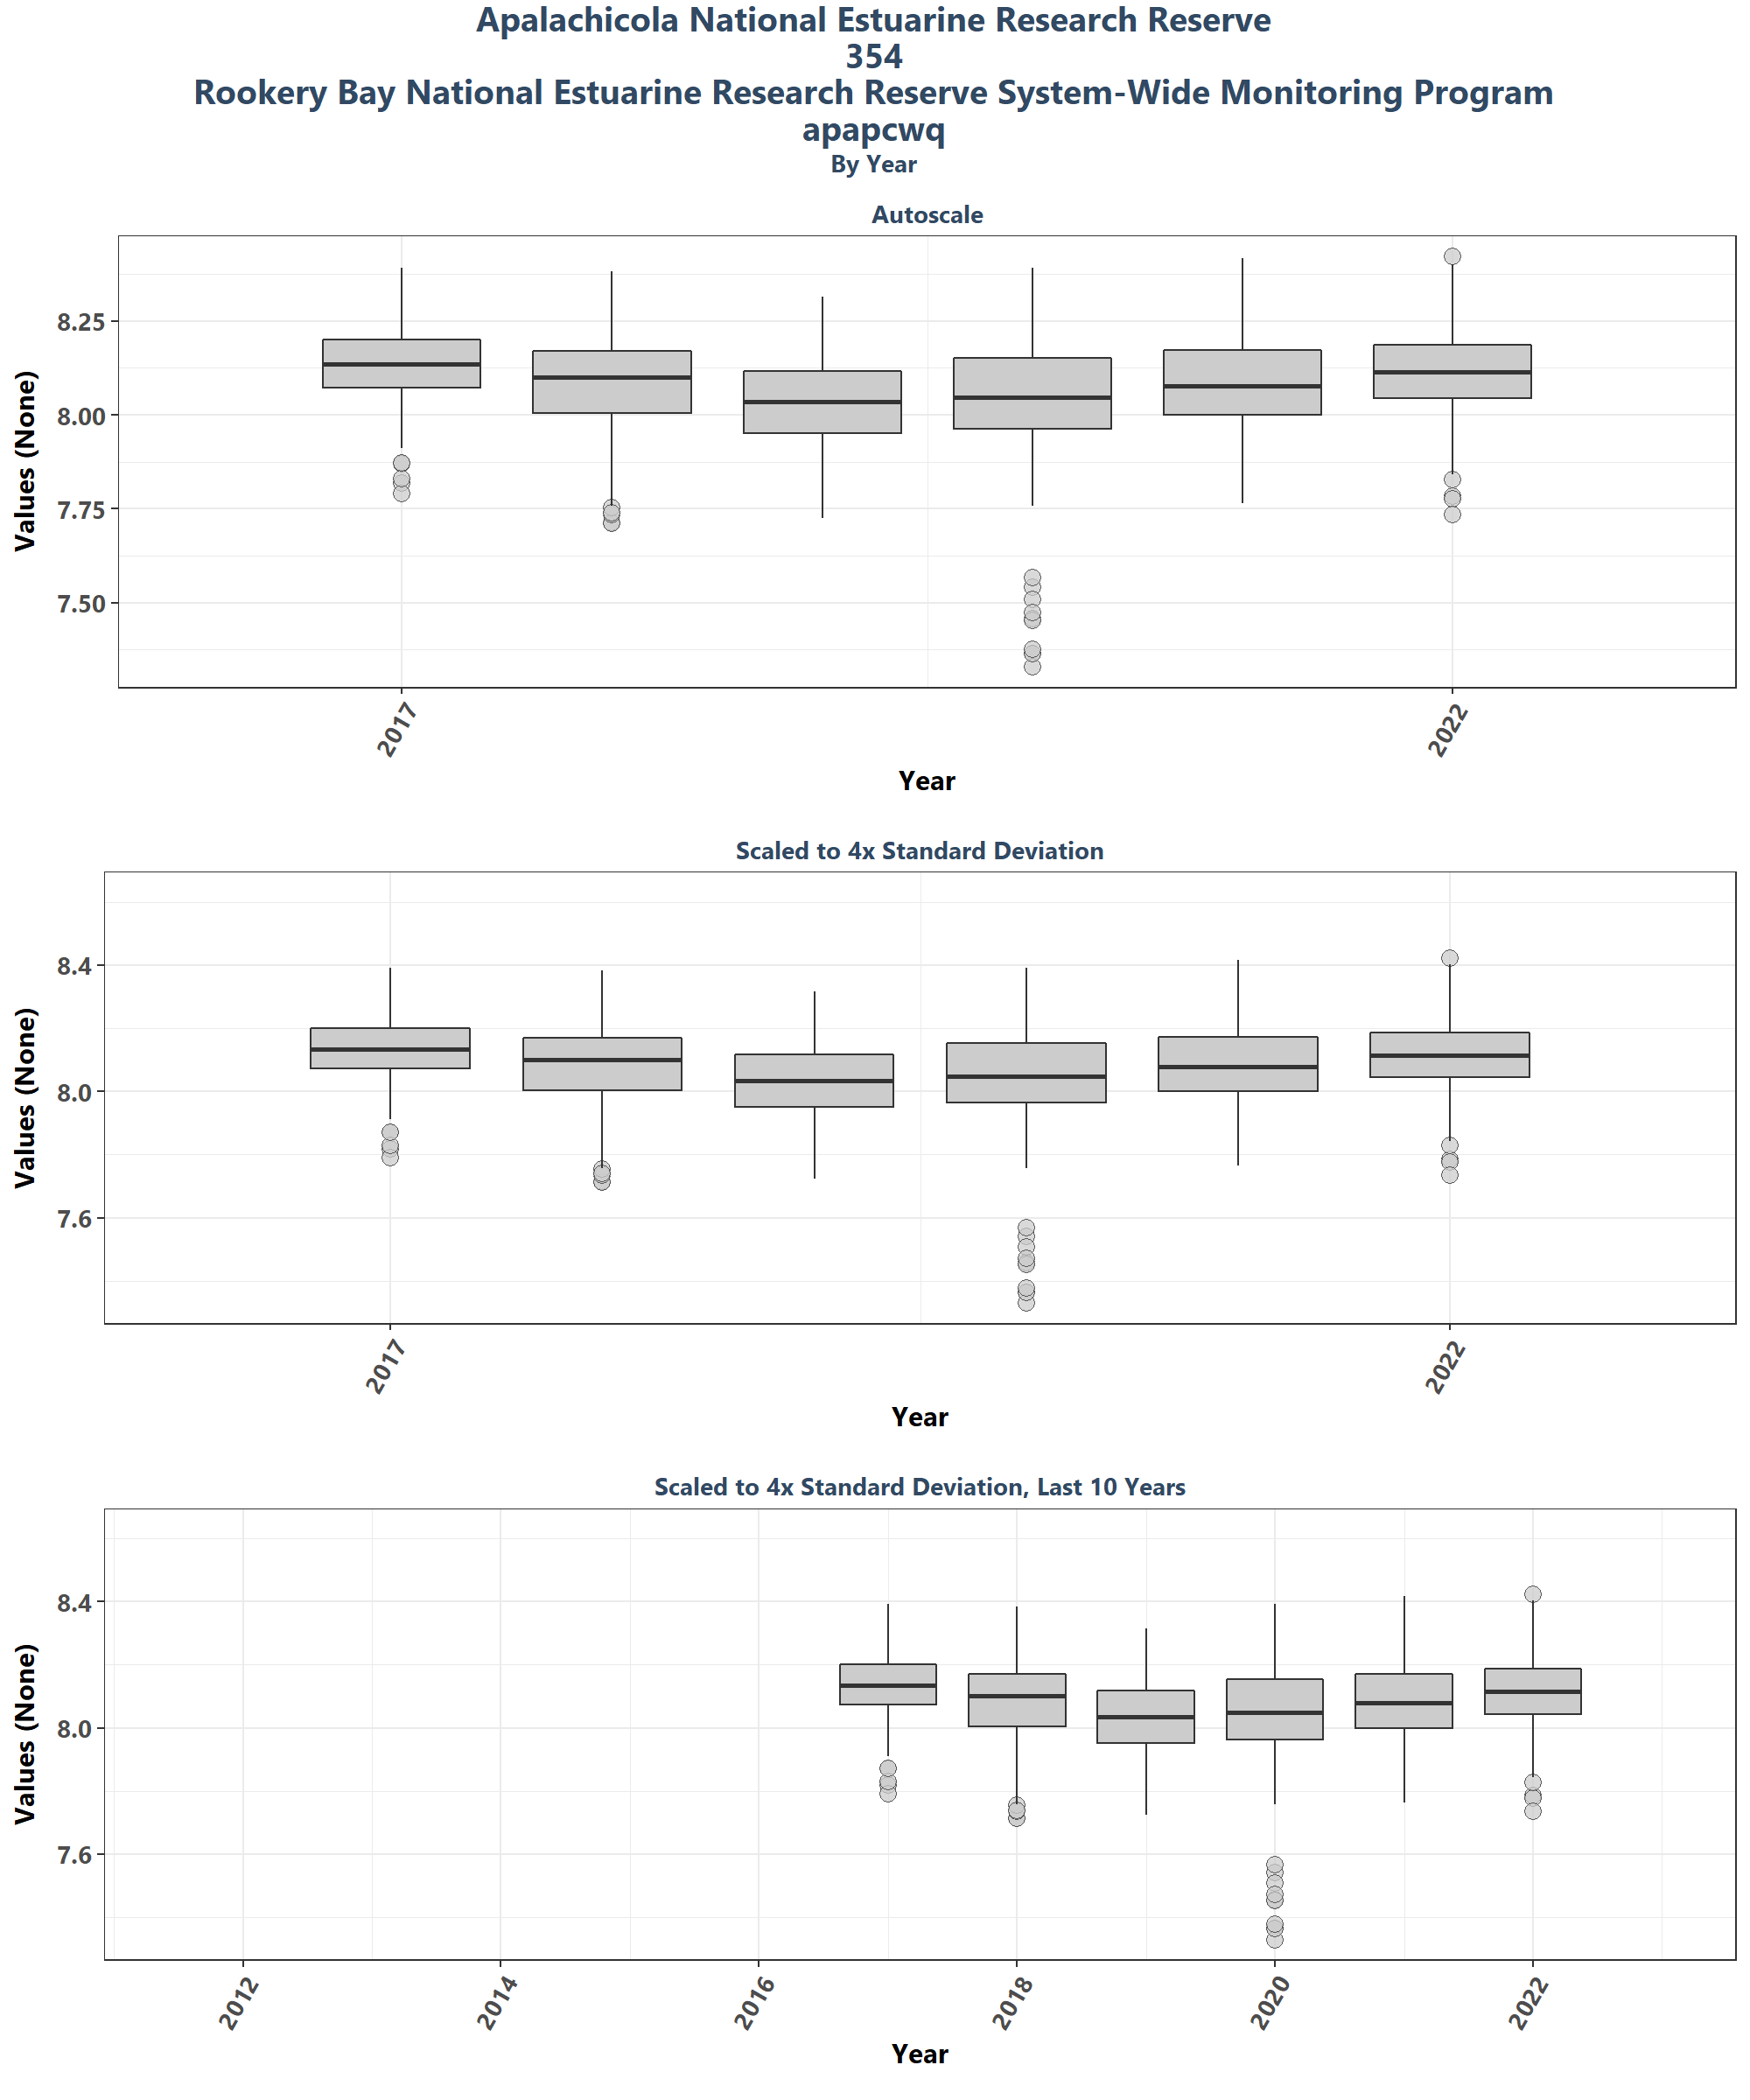 Apalachicola National Estuarine Research Reserve
354
Rookery Bay National Estuarine Research Reserve System-Wide Monitoring Program
apapcwq
By Year
Autoscale
Values (None)
8.25
8.00
7.75
7.50
2017
2022
Year
Scaled to 4x Standard Deviation
Values (None)
8.4
8.0
7.6
2017
2022
Year
Scaled to 4x Standard Deviation, Last 10 Years
Values (None)
8.4
8.0
7.6
2012
2014
2016
2018
2020
2022
Year